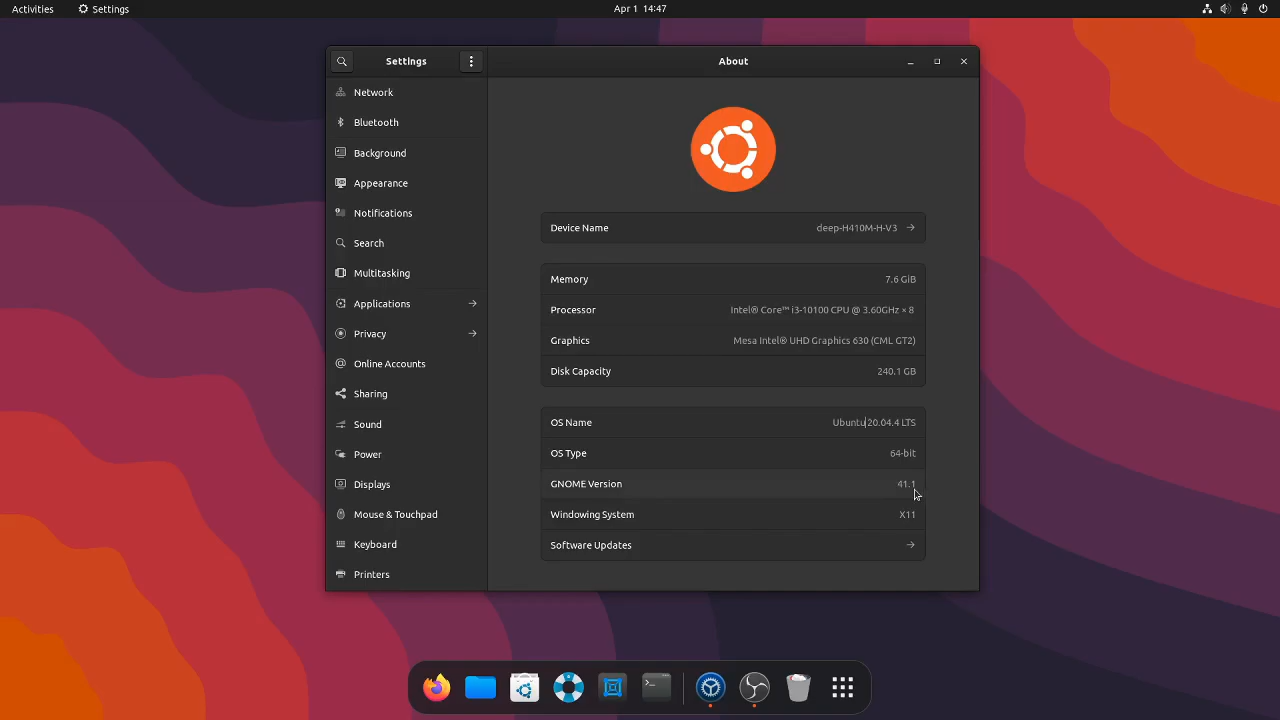 Activities
Settings
Apr 1 14:47
Settings
About
Network
Bluetooth
Background
Appearance
Notifications
Search
Multitasking
Applications
Privacy
Online Accounts
Sharing
Sound
Power
Displays
Mouse & Touchpad
Keyboard
Printers
Device Name deep-H410M-H-V3
Memory 7.6 GiB
Processor Intel® Core™ i3-10100 CPU @ 3.60GHz × 8
Graphics Mesa Intel® UHD Graphics 630 (CML GT2)
Disk Capacity 240.1 GB
OS Name Ubuntu 20.04.4 LTS
OS Type 64-bit
GNOME Version 41.1
Windowing System X11
Software Updates